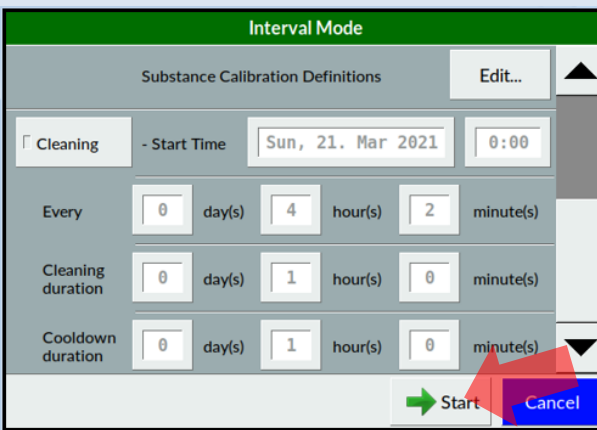 Interval Mode
Substance Calibration Definitions Edit...
Cleaning - Start Time Sun, 21. Mar 2021 0:00
Every 0 day(s) 4 hour(s) 2 minute(s)
Cleaning duration 0 day(s) 1 hour(s) 0 minute(s)
Cooldown duration 0 day(s) 1 hour(s) 0 minute(s)
Start Cancel